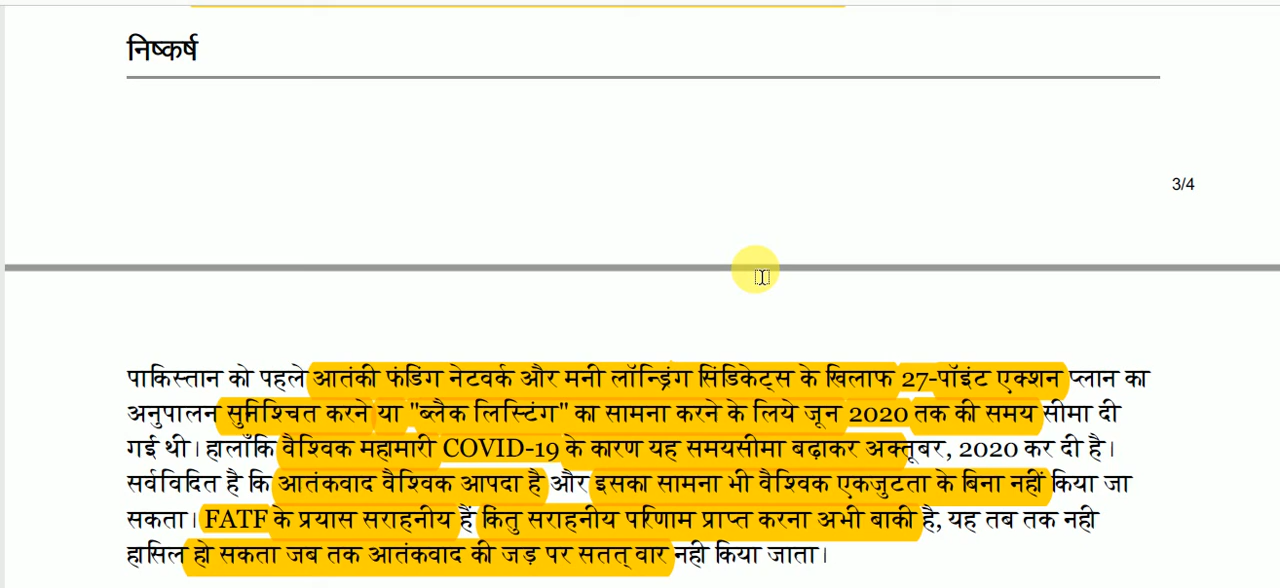 निष्कर्ष
3/4
पाकिस्तान को पहले आतंकी फंडिंग नेटवर्क और मनी लॉन्ड्रिंग सिंडिकेट्स के खिलाफ 27-पॉइंट एक्शन प्लान का
अनुपालन सुनिश्चित करने या "ब्लैक लिस्टिंग" का सामना करने के लिये जून 2020 तक की समय सीमा दी
गई थी। हालाँकि वैश्विक महामारी COVID-19 के कारण यह समयसीमा बढ़ाकर अक्तूबर, 2020 कर दी है।
सर्वविदित है कि आतंकवाद वैश्विक आपदा है और इसका सामना भी वैश्विक एकजुटता के बिना नहीं किया जा
सकता। FATF के प्रयास सराहनीय हैं किंतु सराहनीय परिणाम प्राप्त करना अभी बाकी है, यह तब तक नही
हासिल हो सकता जब तक आतंकवाद की जड़ पर सतत् वार नही किया जाता।